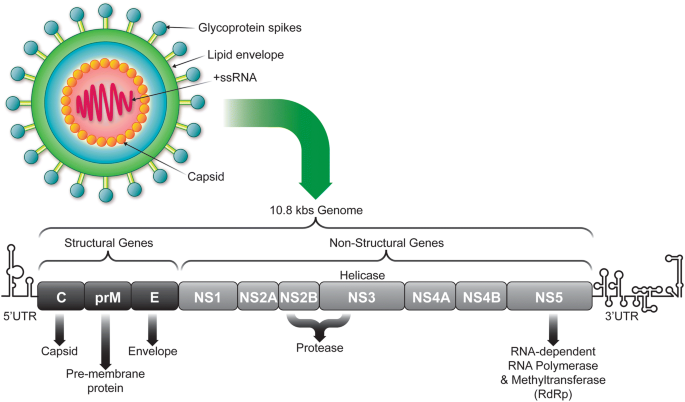 Glycoprotein spikes
Lipid envelope
+ssRNA
Capsid
10.8 kbs Genome
Structural Genes
Non-Structural Genes
Helicase
C prM E NS1 NS2A NS2B NS3 NS4A NS4B NS5
5'UTR
3'UTR
Capsid
Envelope
Protease
Pre-membrane
protein
RNA-dependent
RNA Polymerase
& Methyltransferase
(RdRp)